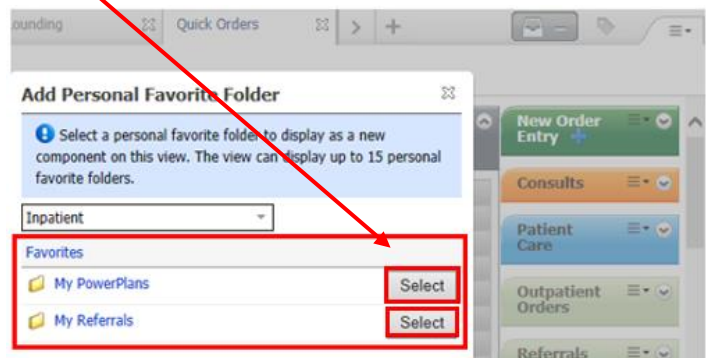 ounding
Quick Orders
>
+
Add Personal Favorite Folder
Select a personal favorite folder to display as a new
component on this view. The view can display up to 15 personal
favorite folders.
Inpatient
Favorites
My PowerPlans
Select
My Referrals
Select
New Order
Entry +
Consults
Patient
Care
Outpatient
Orders
Referrals